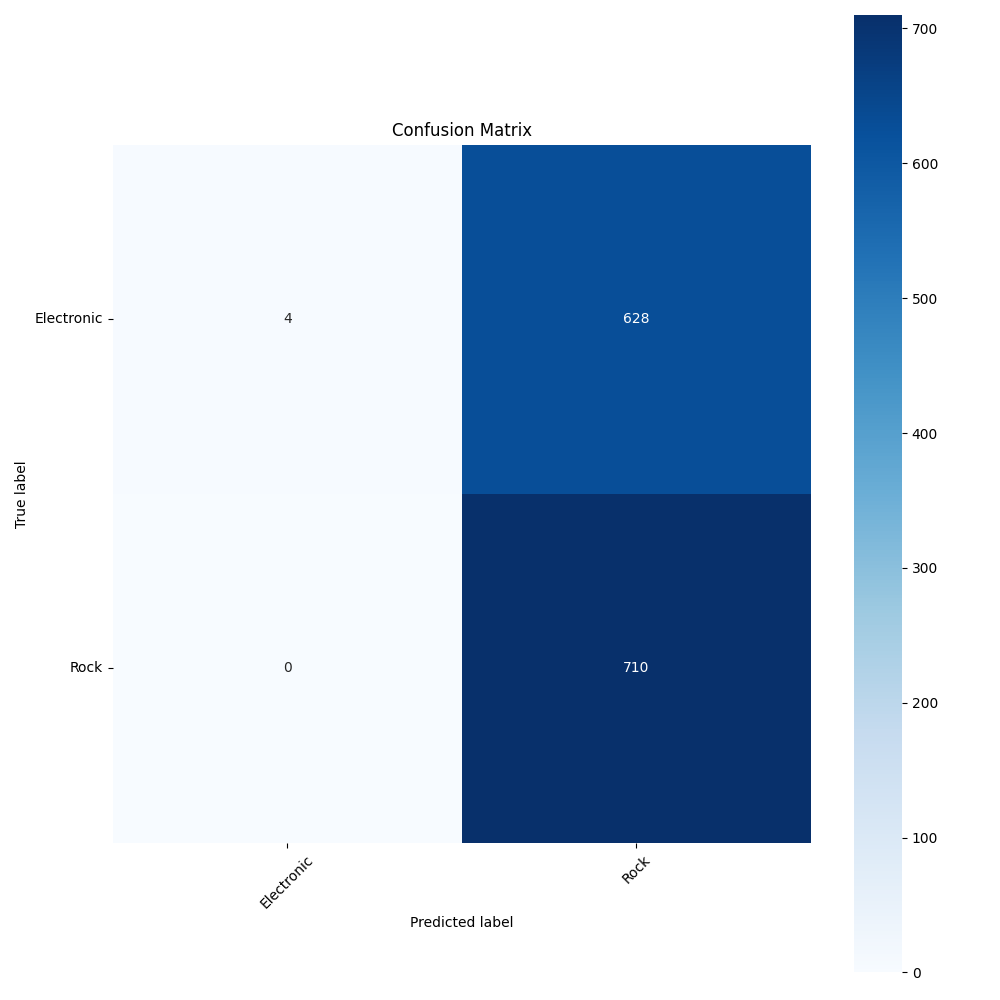 Confusion Matrix
True label
Electronic
4
628
Rock
0
710
Electronic
Rock
Predicted label
700
600
500
400
300
200
100
0